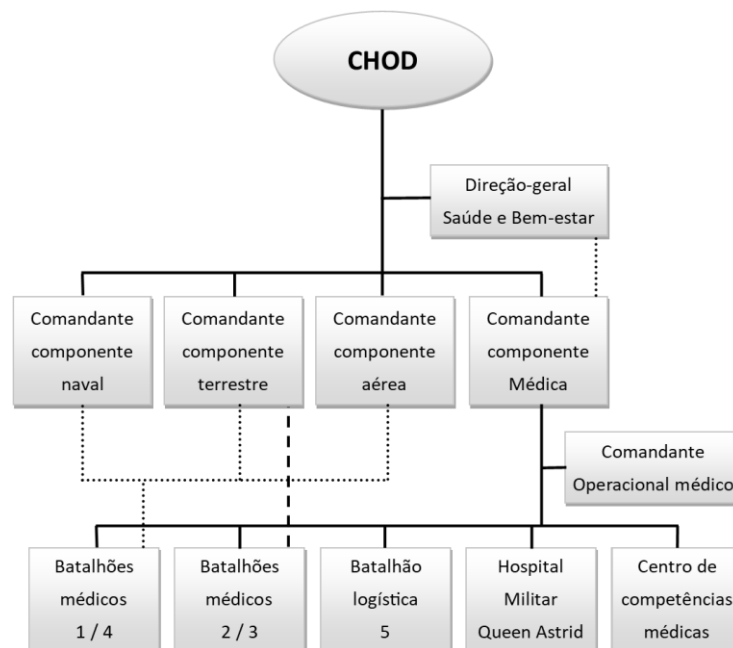 CHOD
Direção-geral
Saúde e Bem-estar
Comandante
componente
naval
Comandante
componente
terrestre
Comandante
componente
aérea
Comandante
componente
Médica
Comandante
Operacional médico
Batalhões
médicos
1 / 4
Batalhões
médicos
2 / 3
Batalhão
logística
5
Hospital
Militar
Queen Astrid
Centro de
competências
médicas